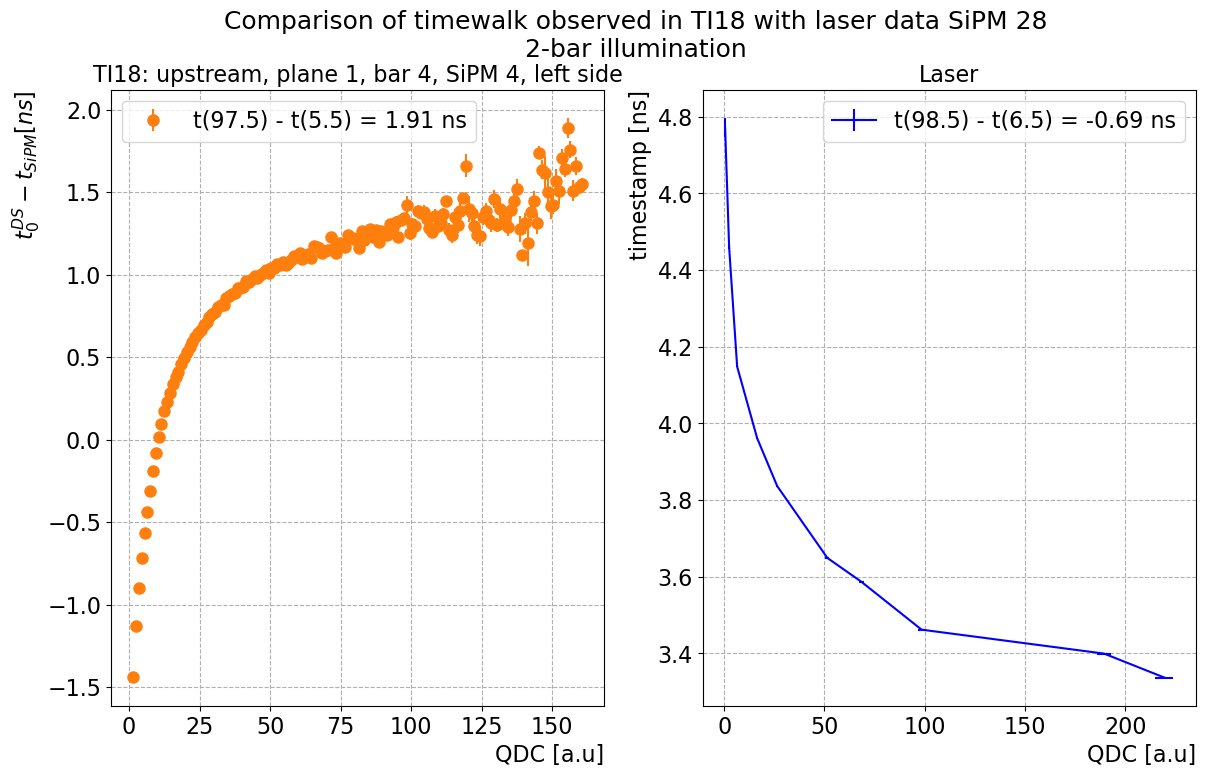 Comparison of timewalk observed in TI18 with laser data SiPM 28
2-bar illumination
TI18: upstream, plane 1, bar 4, SiPM 4, left side
t(97.5) - t(5.5) = 1.91 ns
t_0^{DS} - t_{SiPM}[ns]
2.0
1.5
1.0
0.5
0.0
−0.5
−1.0
−1.5
0
25
50
75
100
125
150
QDC [a.u]
Laser
t(98.5) - t(6.5) = -0.69 ns
timestamp [ns]
4.8
4.6
4.4
4.2
4.0
3.8
3.6
3.4
0
50
100
150
200
QDC [a.u]